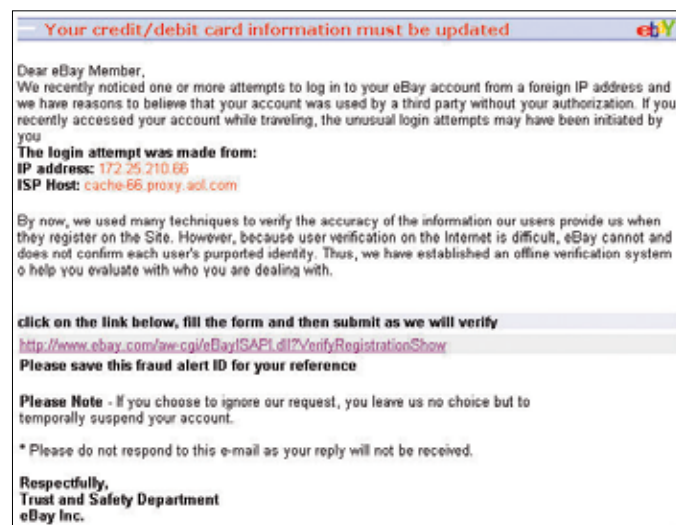 Your credit/debit card information must be updated
ebY
Dear eBay Member,
We recently noticed one or more attempts to log in to your eBay account from a foreign IP address and
we have reasons to believe that your account was used by a third party without your authorization. If you
recently accessed your account while traveling, the unusual login attempts may have been initiated by
you
The login attempt was made from:
IP address: 172.25.210.66
ISP Host: cache-66.proxy.aol.com
By now, we used many techniques to verify the accuracy of the information our users provide us when
they register on the Site. However, because user verification on the Internet is difficult, eBay cannot and
does not confirm each user's purported identity. Thus, we have established an offline verification system
o help you evaluate with who you are dealing with.
click on the link below, fill the form and then submit as we will verify
http://www.ebay.com/aw-cgi/eBayISAPI.dll?VerifyRegistrationShow
Please save this fraud alert ID for your reference
Please Note - If you choose to ignore our request, you leave us no choice but to
temporally suspend your account.
* Please do not respond to this e-mail as your reply will not be received.
Respectfully,
Trust and Safety Department
eBay Inc.